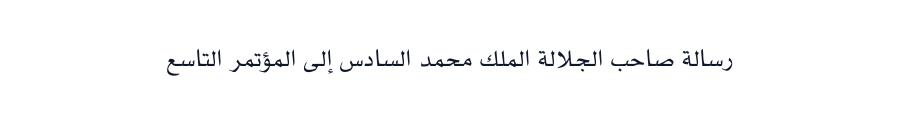 رسالة صاحب الجلالة الملك محمد السادس إلى المؤتمر التاسع